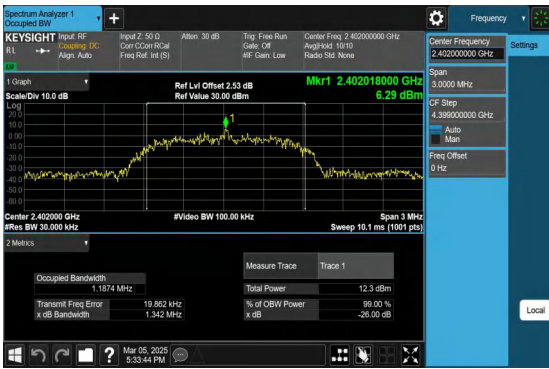 Spectrum Analyzer 1
Occupied BW
+
Frequency
KEYSIGHT
RL
Input: RF
Coupling: DC
Align: Auto
Input Z: 50 Ω
Corr CCorr RCal
Freq Ref: Int (S)
Atten: 30 dB
Trig: Free Run
Gate: Off
#IF Gain: Low
Center Freq: 2.402000000 GHz
Avg|Hold: 10/10
Radio Std: None
Center Frequency
2.402000000 GHz
Settings
Span
3.0000 MHz
CF Step
4.399000000 GHz
Auto
Man
Freq Offset
0 Hz
Local
1 Graph
Scale/Div 10.0 dB
Ref Lvl Offset 2.53 dB
Ref Value 30.00 dBm
Mkr1 2.402018000 GHz
6.29 dBm
Log
20.0
10.0
0.00
-10.0
-20.0
-30.0
-40.0
-50.0
-60.0
1
Center 2.402000 GHz
#Res BW 30.000 kHz
#Video BW 100.00 kHz
Span 3 MHz
Sweep 10.1 ms (1001 pts)
2 Metrics
Measure Trace Trace 1
Occupied Bandwidth
1.1874 MHz
Total Power 12.3 dBm
Transmit Freq Error 19.862 kHz
% of OBW Power 99.00 %
x dB Bandwidth 1.342 MHz
x dB -26.00 dB
?
Mar 05, 2025
5:33:44 PM